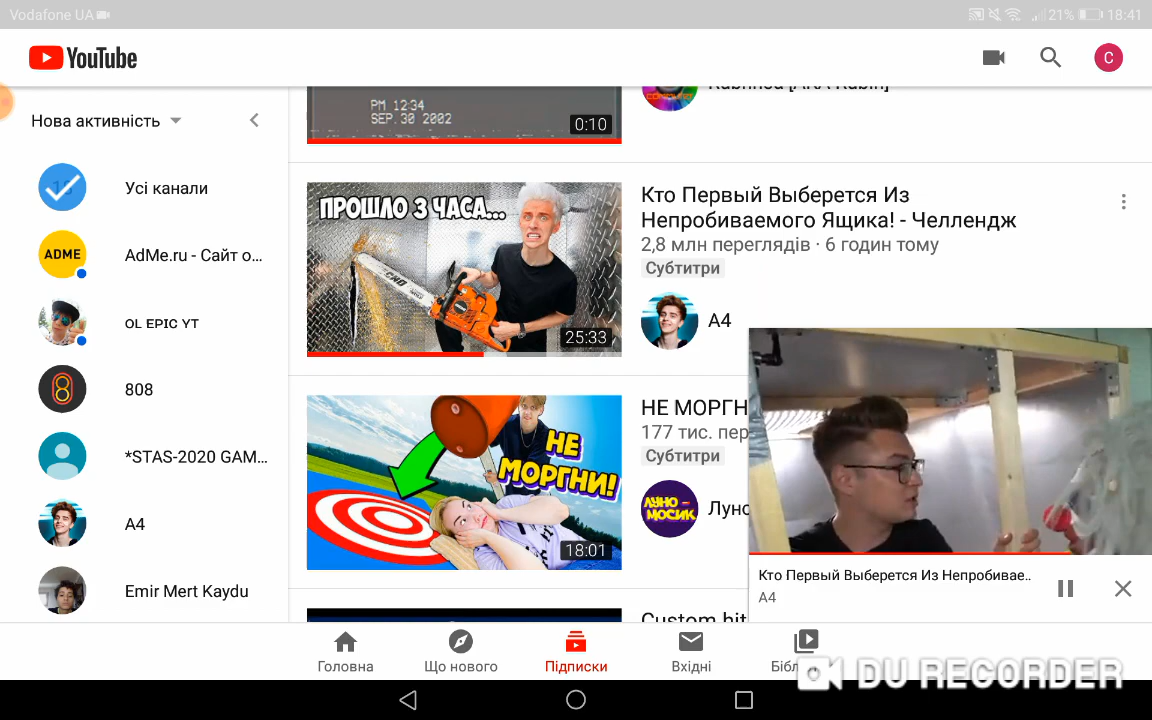 Vodafone UA
21% 18:41
YouTube
C
Нова активність
Усі канали
ADME
AdMe.ru - Сайт о...
OL EPIC YT
808
*STAS-2020 GAM...
A4
Emir Mert Kaydu
PM 12:34
SEP. 30 2002
0:10
ПРОШЛО 3 ЧАСА...
25:33
Кто Первый Выберется Из
Непробиваемого Ящика! - Челлендж
2,8 млн переглядів · 6 годин тому
Субтитри
A4
НЕ
МОРГНИ!
18:01
НЕ МОРГН
177 тис. пер
Субтитри
ЛУНО-
МОСИК
Луно
Custom hit
Кто Первый Выберется Из Непробивае..
A4
Головна
Що нового
Підписки
Вхідні
Бібл
DU RECORDER